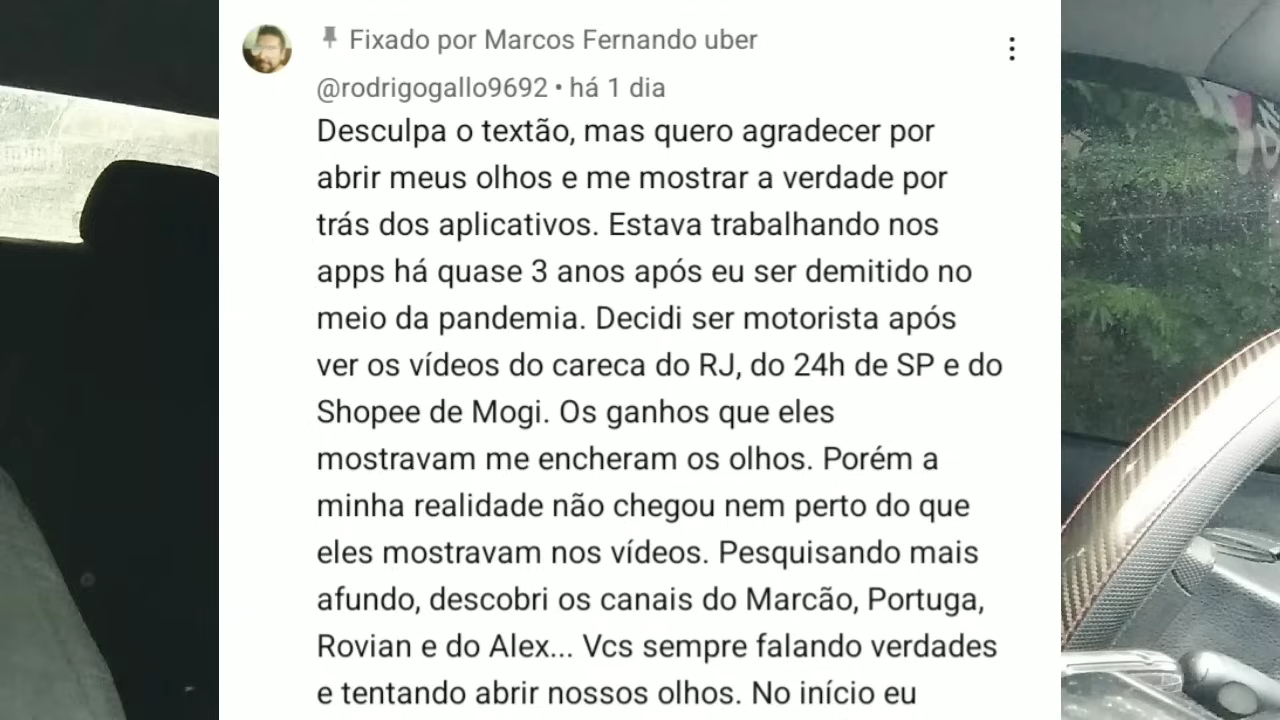 Fixado por Marcos Fernando uber
@rodrigogallo9692 • há 1 dia
Desculpa o textão, mas quero agradecer por
abrir meus olhos e me mostrar a verdade por
trás dos aplicativos. Estava trabalhando nos
apps há quase 3 anos após eu ser demitido no
meio da pandemia. Decidi ser motorista após
ver os vídeos do careca do RJ, do 24h de SP e do
Shopee de Mogi. Os ganhos que eles
mostravam me encheram os olhos. Porém a
minha realidade não chegou nem perto do que
eles mostravam nos vídeos. Pesquisando mais
afundo, descobri os canais do Marcão, Portuga,
Rovian e do Alex... Vcs sempre falando verdades
e tentando abrir nossos olhos. No início eu